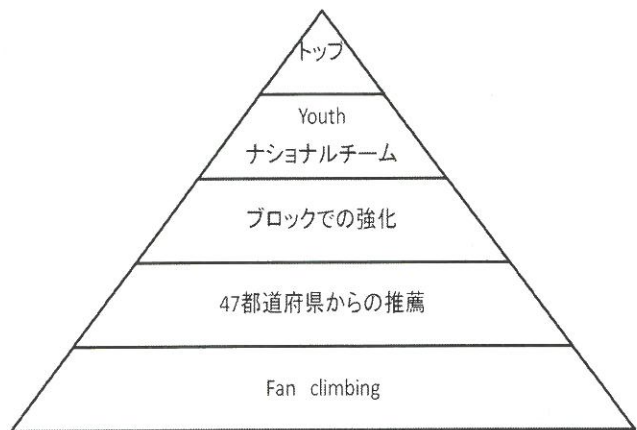 トップ
Youth
ナショナルチーム
ブロックでの強化
47都道府県からの推薦
Fan climbing